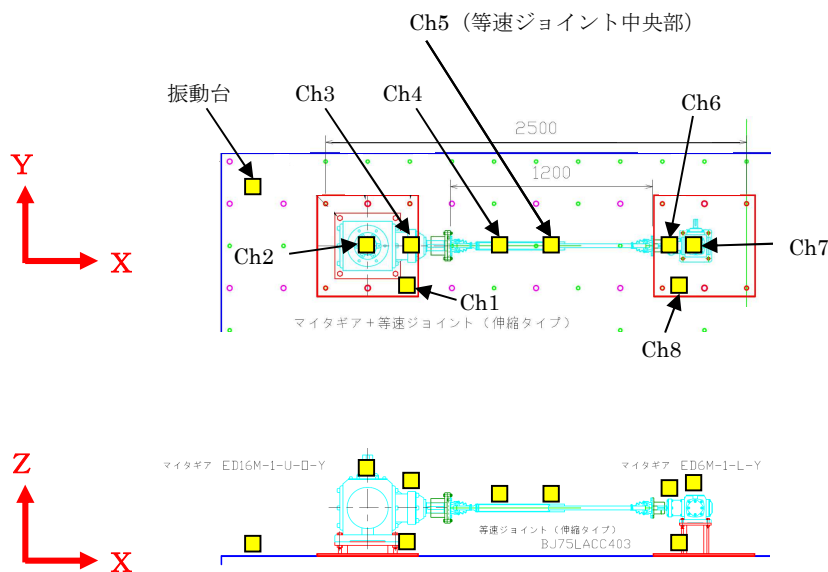 Ch5（等速ジョイント中央部）
振動台
Ch3
Ch4
Ch6
2500
Y
1200
X
Ch2
Ch7
Ch1
マイタギア＋等速ジョイント（伸縮タイプ）
Ch8
Z
マイタギア ED16M-1-U-O-Y
マイタギア ED6M-1-L-Y
等速ジョイント（伸縮タイプ）
BJ75LACC403
X